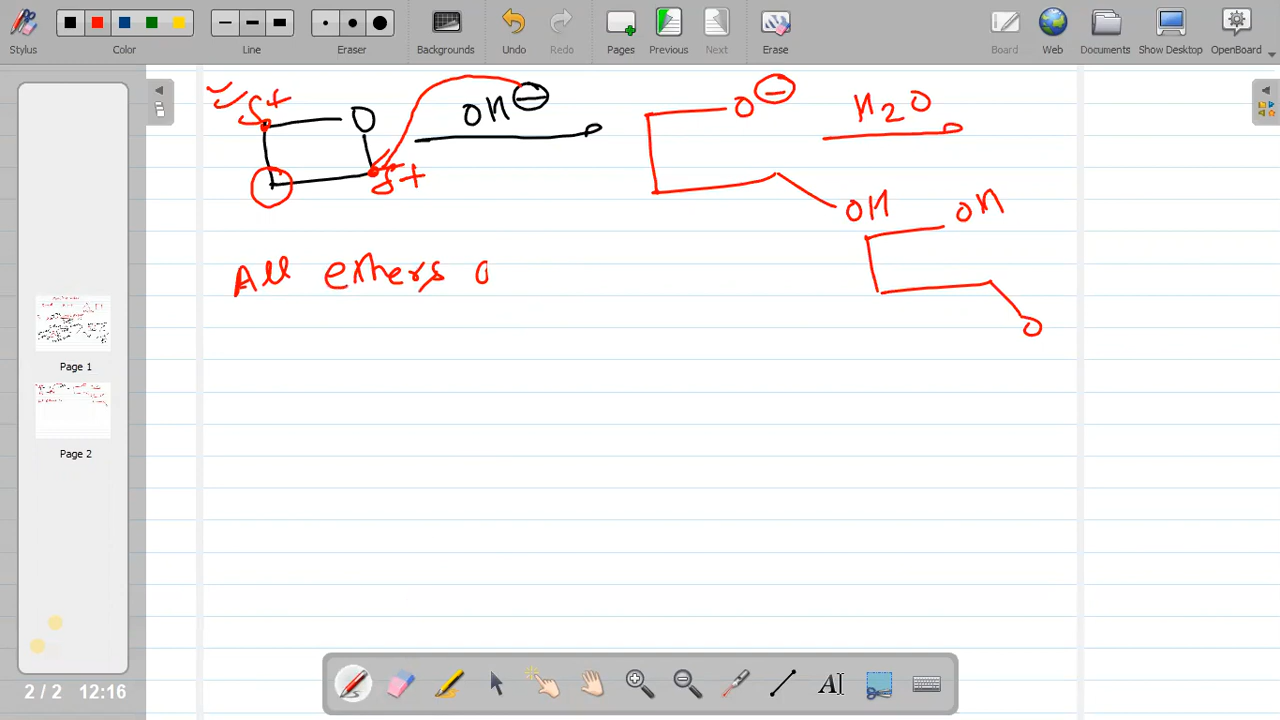 Stylus Color Line Eraser Backgrounds Undo Redo Pages Previous Next Erase Board Web Documents Show Desktop OpenBoard
δ+ O OH⊖ O⊖ H2O
δ+
OH OH
All ethers a
O
Page 1
Page 2
2 / 2 12:16